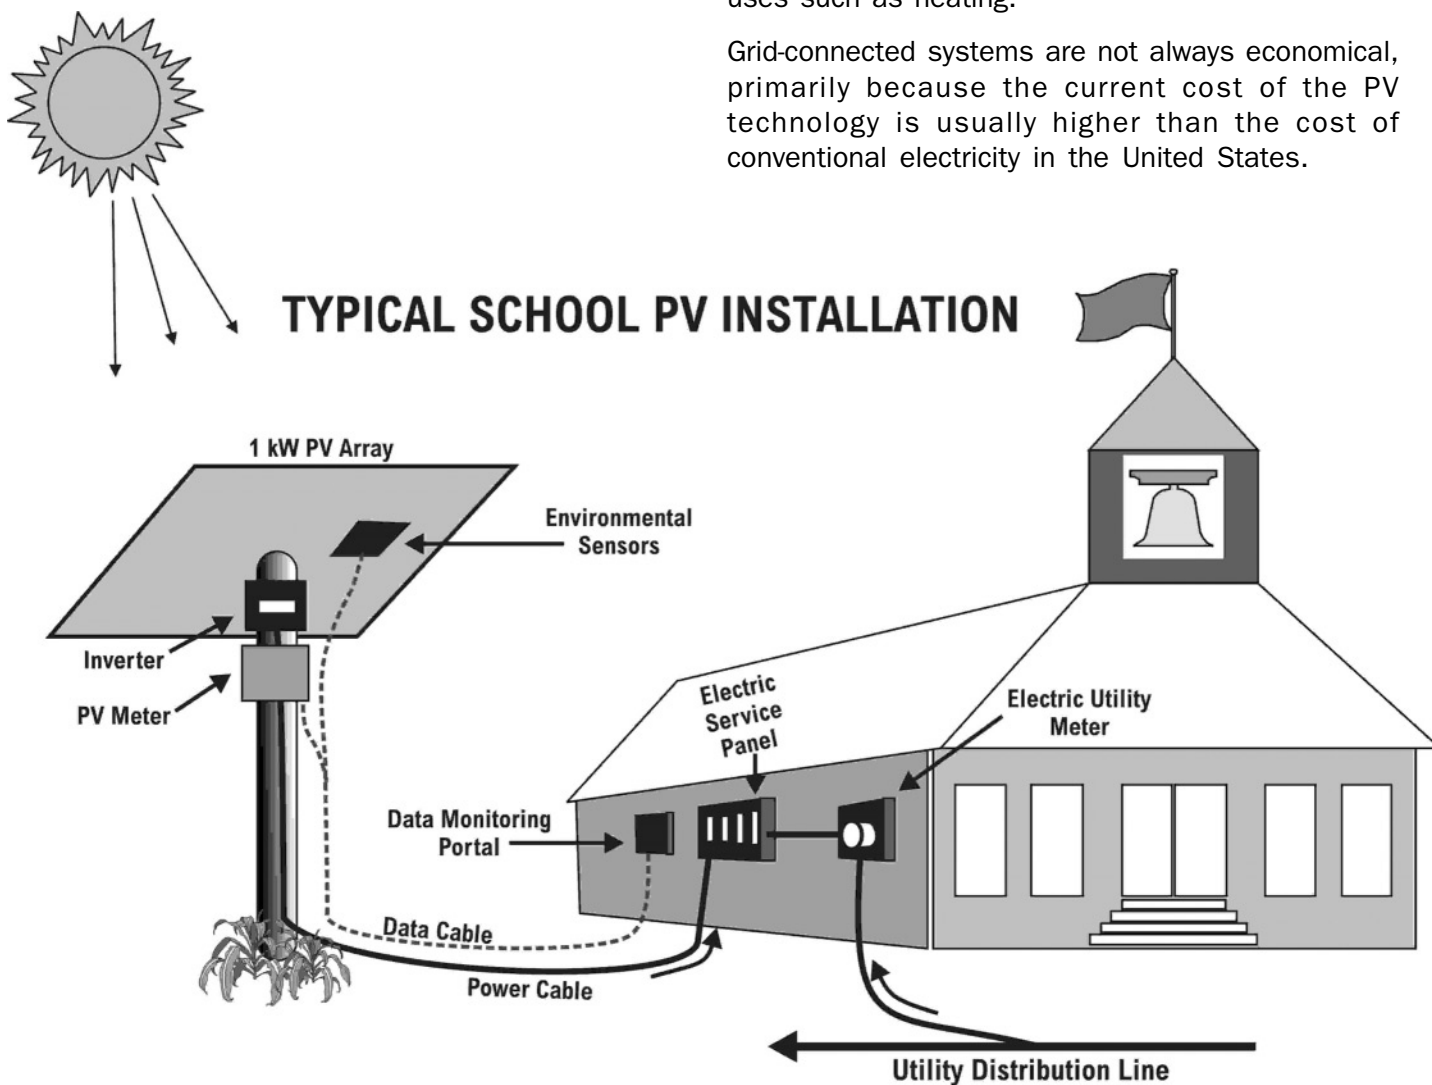 uses such as heating.
Grid-connected systems are not always economical,
primarily because the current cost of the PV
technology is usually higher than the cost of
conventional electricity in the United States.
TYPICAL SCHOOL PV INSTALLATION
1 kW PV Array
Environmental
Sensors
Inverter
PV Meter
Electric
Service
Panel
Electric Utility
Meter
Data Monitoring
Portal
Data Cable
Power Cable
Utility Distribution Line